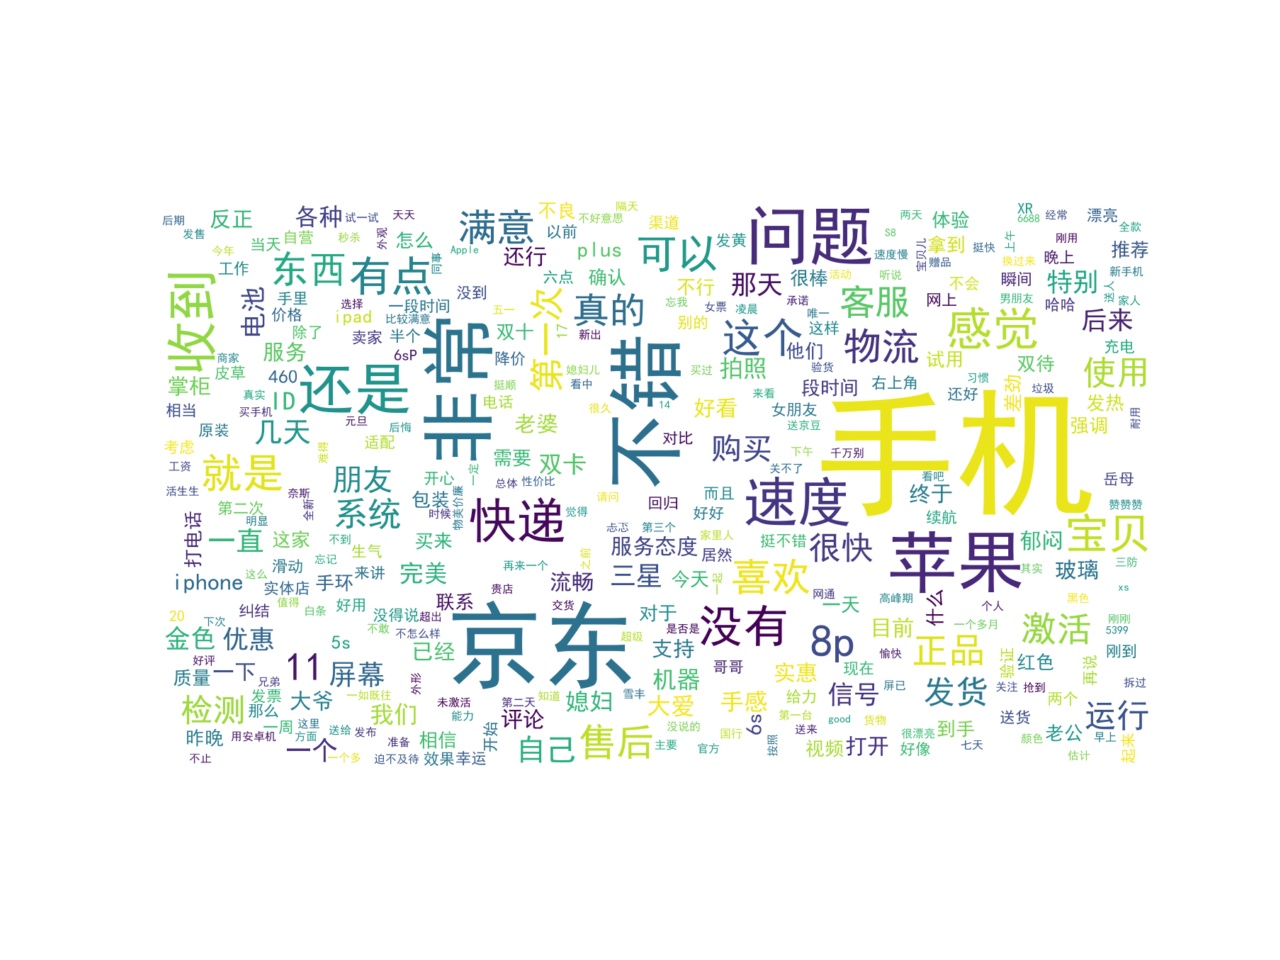 后期
发售
反正
各种
试一试
天天
外观
怎么
Apple
同事
满意
还行
不良
以前
不好意思
隔天
渠道
plus
可以
发黄
问题
两天
S8
速度慢
体验
拿到
挺快
XR
6688
经常
漂亮
全款
推荐
今年
当天
自营
秒杀
工作
东西
有点
没到
六点
确认
不行
那天
很棒
活动
听说
宝贝儿
赠品
换过来
上午
刚用
晚上
不会
瞬间
特别
新手机
送人
家人
收到
电池
手里
价格
选择
ipad
一段时间
比较满意
非常
五一
第一次
17
真的
忘我
别的
女票
凌晨
承诺
唯一
客服
网上
男朋友
哈哈
后来
除了
卖家
半个
双十
降价
新出
不错
这个
他们
这样
物流
感觉
试用
双待
充电
商家
皮草
服务
6sP
挺顺
媳妇儿
看中
买过
拍照
来看
验货
段时间
右上角
还好
习惯
差劲
垃圾
使用
发热
掌柜
460
真实
ID
还是
电话
很久
14
好看
女朋友
送京豆
强调
耐用
相当
买手机
元旦
后悔
原装
几天
适配
老婆
对比
下午
千万别
手机
考虑
工资
就是
难得
朋友
开心
需要
双卡
一定
总体
性价比
购买
关不了
看吧
岳母
活生生
奈斯
全新
包装
时候
物美价廉
请问
回归
而且
速度
终于
赞赞赞
第二次
明显
系统
快递
觉得
忐忑
第三个
好好
续航
打电话
一直
这家
不到
生气
买来
家里人
服务态度
居然
挺不错
很快
郁闷
宝贝
iphone
这么
实体店
忘记
来讲
手环
完美
再来一个
之前
流畅
三星
今天
喜欢
网通
苹果
其实
玻璃
三防
xs
20
下次
纠结
值得
白条
好用
没得说
超出
联系
贵店
交货
对于
一天
高峰期
什么
个人
黑色
刚刚
5399
金色
优惠
5s
不敢
不怎么样
京东
超级
是否是
没有
8p
目前
一个多月
激活
刚到
质量
好评
一下
兄弟
11
屏幕
已经
外形
支持
机器
哥哥
实惠
现在
愉快
正品
验证
红色
再说
拆过
检测
发票
那么
大爷
一如既往
我们
未激活
能力
第二天
知道
评论
媳妇
雪丰
大爱
手感
给力
第一台
6s
信号
屏已
发货
关注
抢到
两个
运行
昨晚
用安卓机
一周
这里
方面
送给
发布
准备
相信
开始
自己
售后
没说的
国行
送来
good
货物
很漂亮
到手
送货
颜色
老公
早上
不止
一个
一个多
迫不及待
效果
幸运
主要
官方
按照
视频
打开
好像
七天
估计
起来